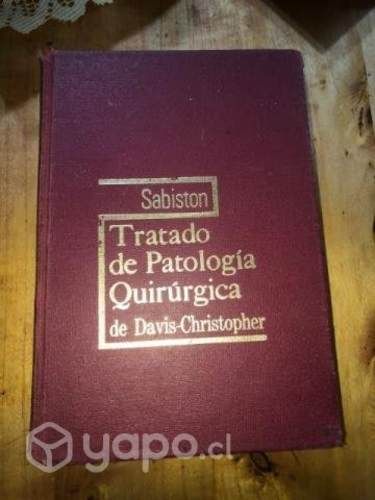 Sabiston
Tratado
de Patología
Quirúrgica
de Davis-Christopher
yapo.cl